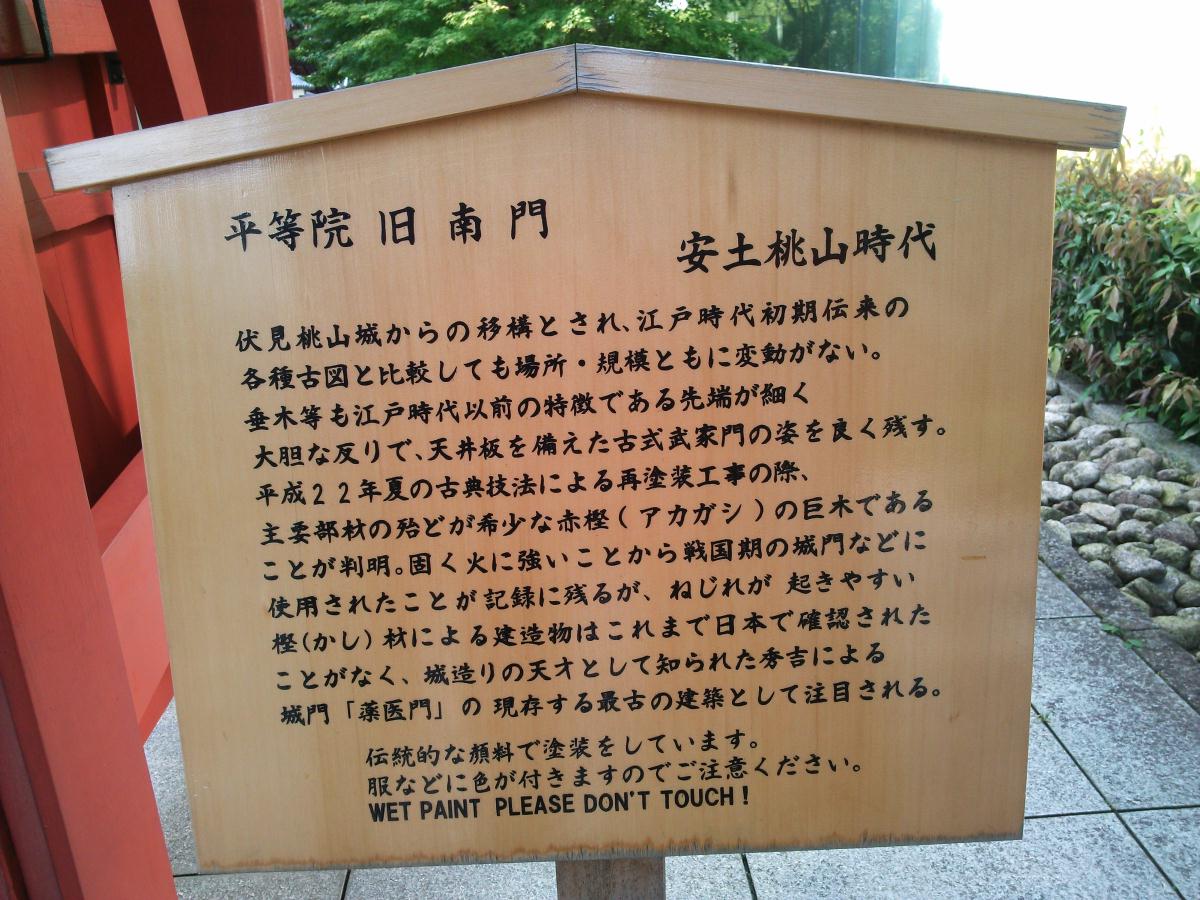 平等院 旧 南 門
安土桃山時代
伏見桃山城からの移構とされ、江戸時代初期伝来の
各種古図と比較しても場所・規模ともに変動がない。
垂木等も江戸時代以前の特徴である先端が細く
大胆な反りで、天井板を備えた古式武家門の姿を良く残す。
平成22年夏の古典技法による再塗装工事の際、
主要部材の殆どが希少な赤樫(アカガシ)の巨木である
ことが判明。固く火に強いことから戦国期の城門などに
使用されたことが記録に残るが、ねじれが 起きやすい
樫(かし)材による建造物はこれまで日本で確認された
ことがなく、城造りの天才として知られた秀吉による
城門「薬医門」の 現存する最古の建築として注目される。
伝統的な顔料で塗装をしています。
服などに色が付きますのでご注意ください。
WET PAINT PLEASE DON'T TOUCH!